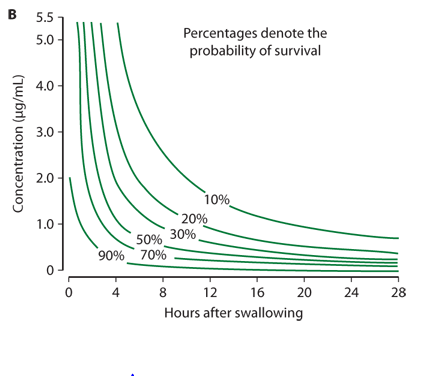 B
Percentages denote the
probability of survival
Concentration (µg/mL)
5.5
5.0
4.0
3.0
2.0
1.0
0
10%
20%
30%
50%
70%
90%
0 4 8 12 16 20 24 28
Hours after swallowing